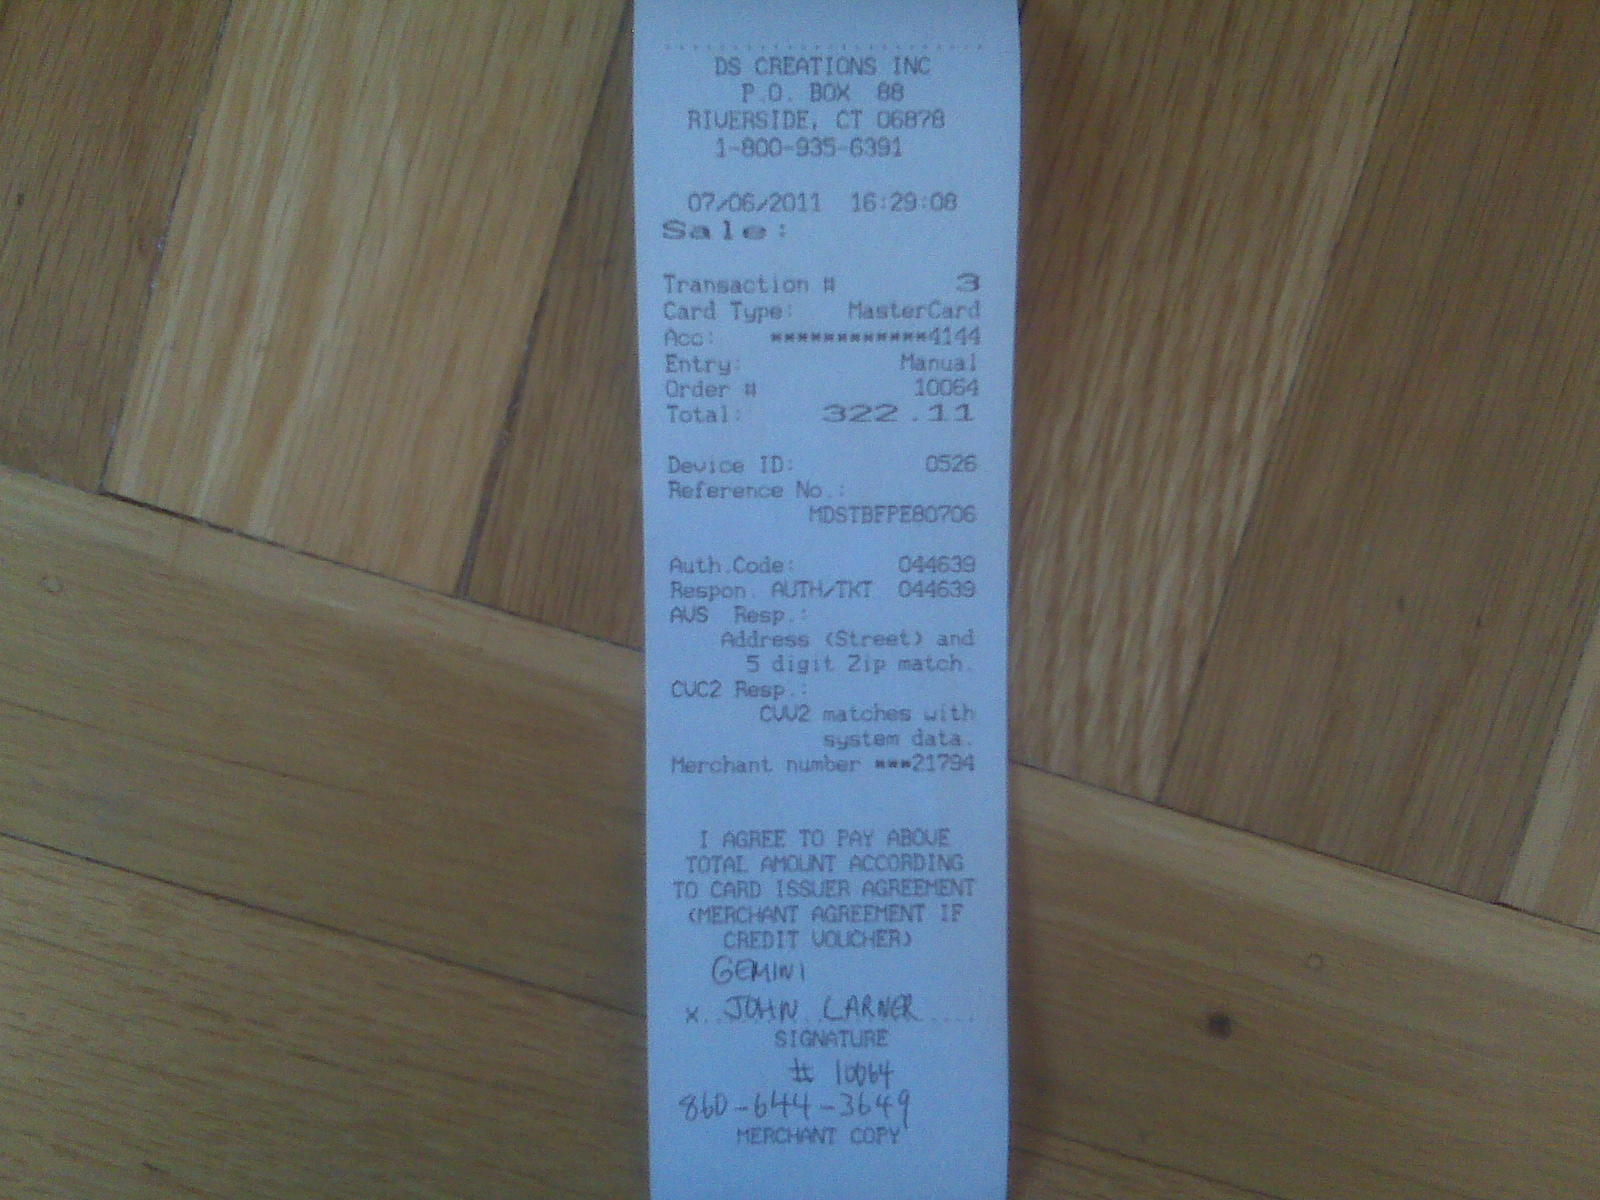 DS CREATIONS INC
P.O. BOX 88
RIVERSIDE, CT 06878
1-800-935-6391
07/06/2011 16:29:08
Sale:
Transaction # 3
Card Type: MasterCard
Acc: ************4144
Entry: Manual
Order # 10064
Total: 322.11
Device ID: 0526
Reference No.:
MDSTBFPE80706
Auth.Code: 044639
Respon. AUTH/TKT 044639
AVS Resp.:
Address (Street) and
5 digit Zip match.
CVC2 Resp.:
CVV2 matches with
system data.
Merchant number ***21794
I AGREE TO PAY ABOVE
TOTAL AMOUNT ACCORDING
TO CARD ISSUER AGREEMENT
(MERCHANT AGREEMENT IF
CREDIT VOUCHER)
GEMINI
x JOHN LARNER
SIGNATURE
# 10064
860-644-3649
MERCHANT COPY